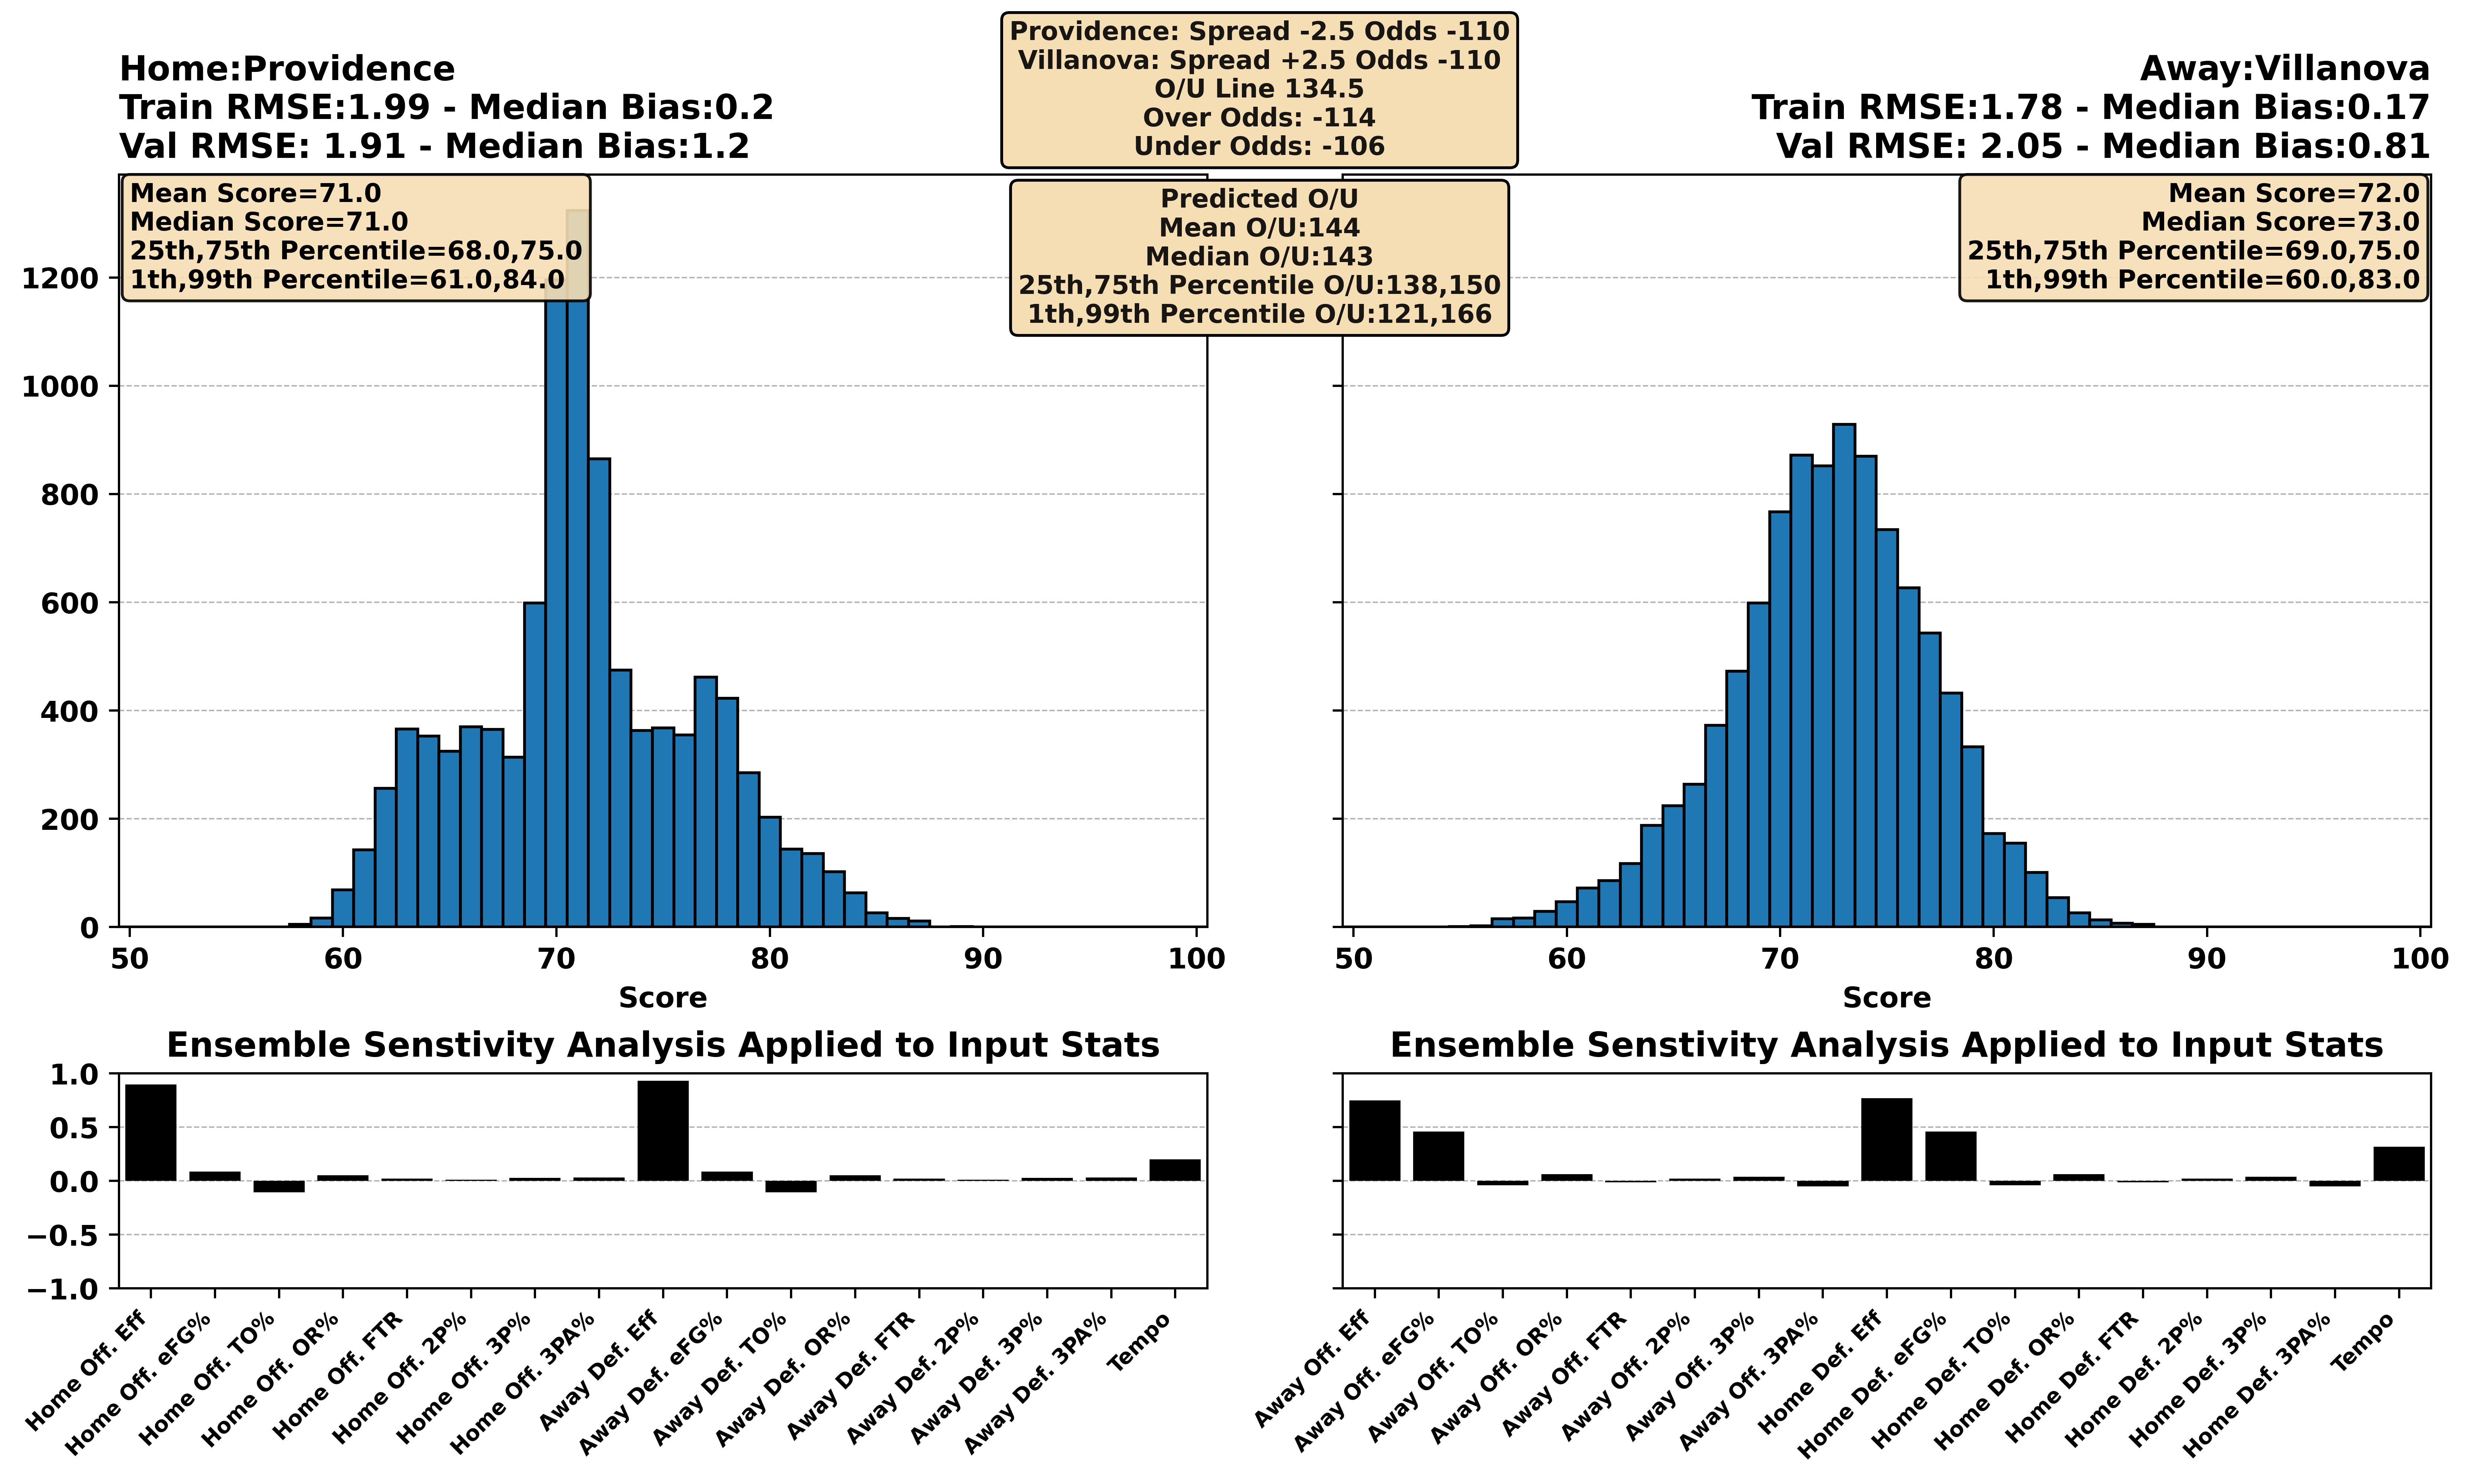 Providence: Spread -2.5 Odds -110
Villanova: Spread +2.5 Odds -110
O/U Line 134.5
Over Odds: -114
Under Odds: -106
Home:Providence
Train RMSE:1.99 - Median Bias:0.2
Val RMSE: 1.91 - Median Bias:1.2
Away:Villanova
Train RMSE:1.78 - Median Bias:0.17
Val RMSE: 2.05 - Median Bias:0.81
Mean Score=71.0
Median Score=71.0
25th,75th Percentile=68.0,75.0
1th,99th Percentile=61.0,84.0
Predicted O/U
Mean O/U:144
Median O/U:143
25th,75th Percentile O/U:138,150
1th,99th Percentile O/U:121,166
Mean Score=72.0
Median Score=73.0
25th,75th Percentile=69.0,75.0
1th,99th Percentile=60.0,83.0
1200
1000
800
600
400
200
0
50 60 70 80 90 100
Score
50 60 70 80 90 100
Score
Ensemble Senstivity Analysis Applied to Input Stats
1.0
0.5
0.0
−0.5
−1.0
Home Off. Eff
Home Off. eFG%
Home Off. TO%
Home Off. OR%
Home Off. FTR
Home Off. 2P%
Home Off. 3P%
Home Off. 3PA%
Away Def. Eff
Away Def. eFG%
Away Def. TO%
Away Def. OR%
Away Def. FTR
Away Def. 2P%
Away Def. 3P%
Away Def. 3PA%
Tempo
Ensemble Senstivity Analysis Applied to Input Stats
Away Off. Eff
Away Off. eFG%
Away Off. TO%
Away Off. OR%
Away Off. FTR
Away Off. 2P%
Away Off. 3P%
Away Off. 3PA%
Home Def. Eff
Home Def. eFG%
Home Def. TO%
Home Def. OR%
Home Def. FTR
Home Def. 2P%
Home Def. 3P%
Home Def. 3PA%
Tempo